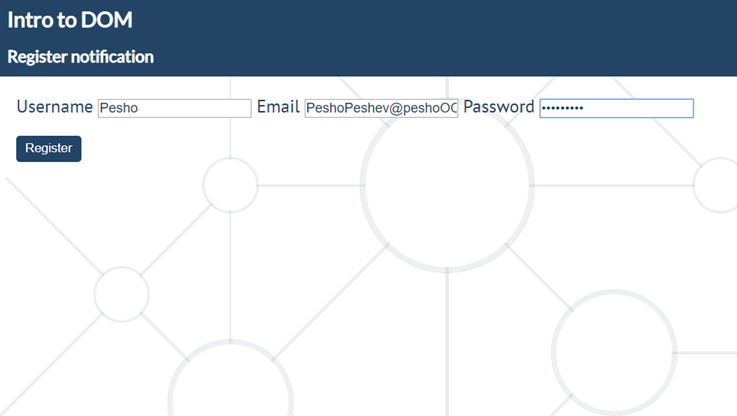 Intro to DOM
Register notification
Username Pesho Email PeshoPeshev@peshoOC Password •••••••••
Register